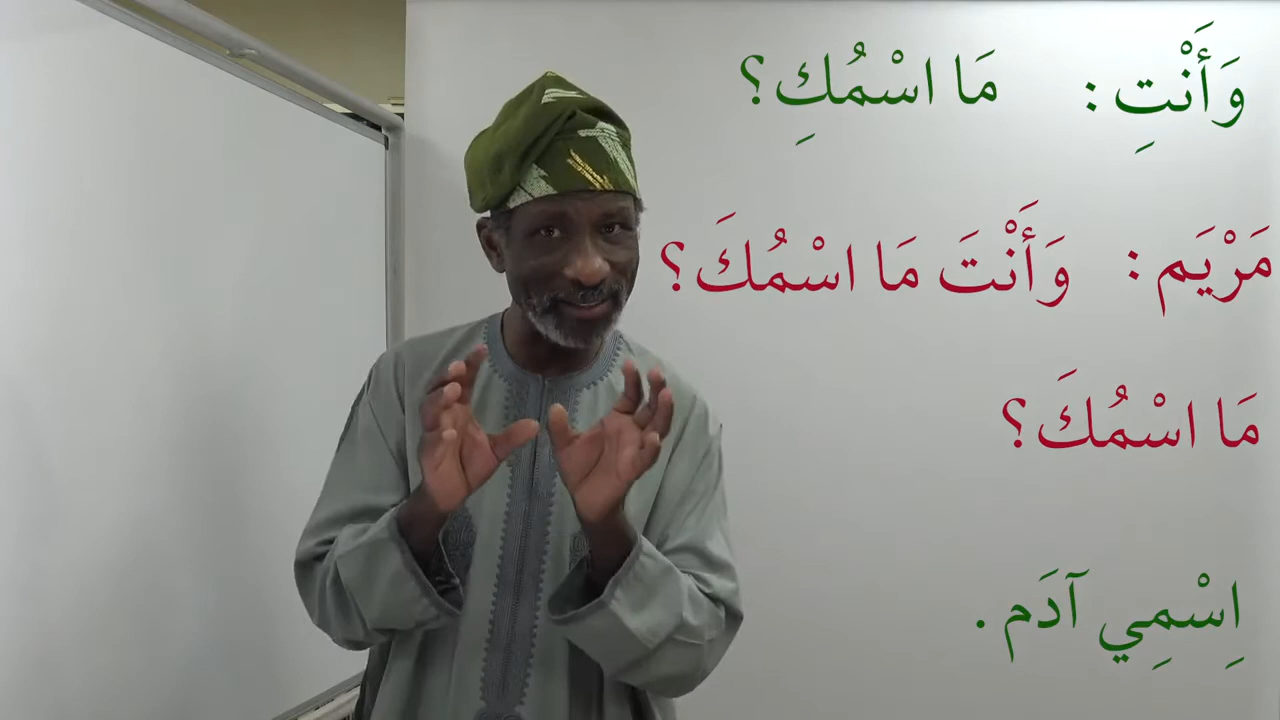 وَأَنْتِ: مَا اسْمُكِ؟
مَرْيَم: وَأَنْتَ مَا اسْمُكَ؟
مَا اسْمُكَ؟
اِسْمِي آدَم.